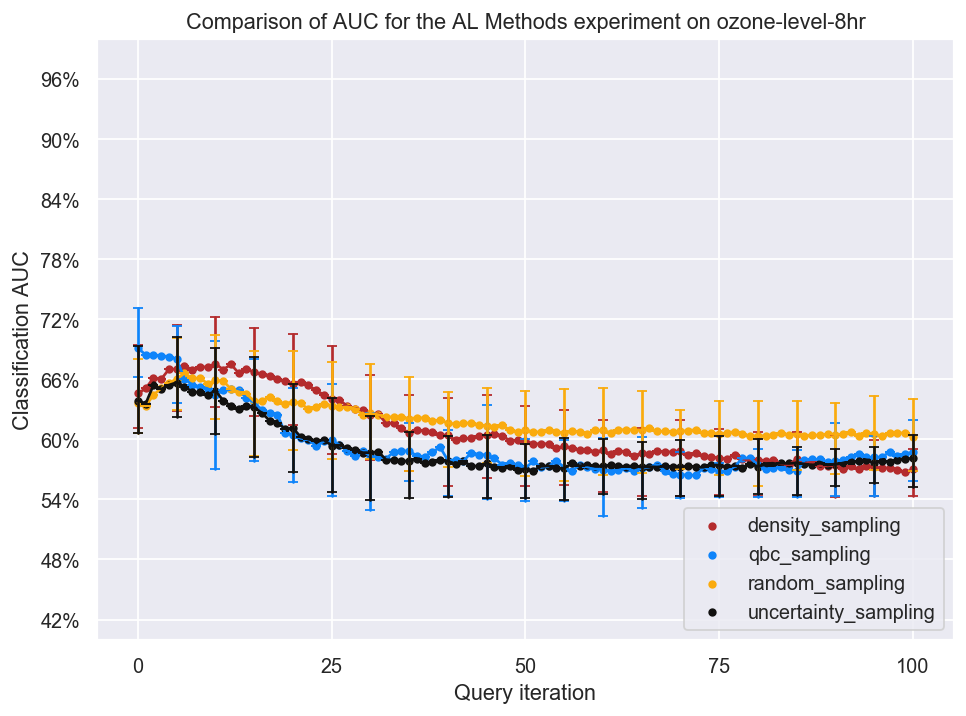 Comparison of AUC for the AL Methods experiment on ozone-level-8hr
96%
90%
84%
78%
72%
66%
60%
54%
48%
42%
Classification AUC
density_sampling
qbc_sampling
random_sampling
uncertainty_sampling
0 25 50 75 100
Query iteration